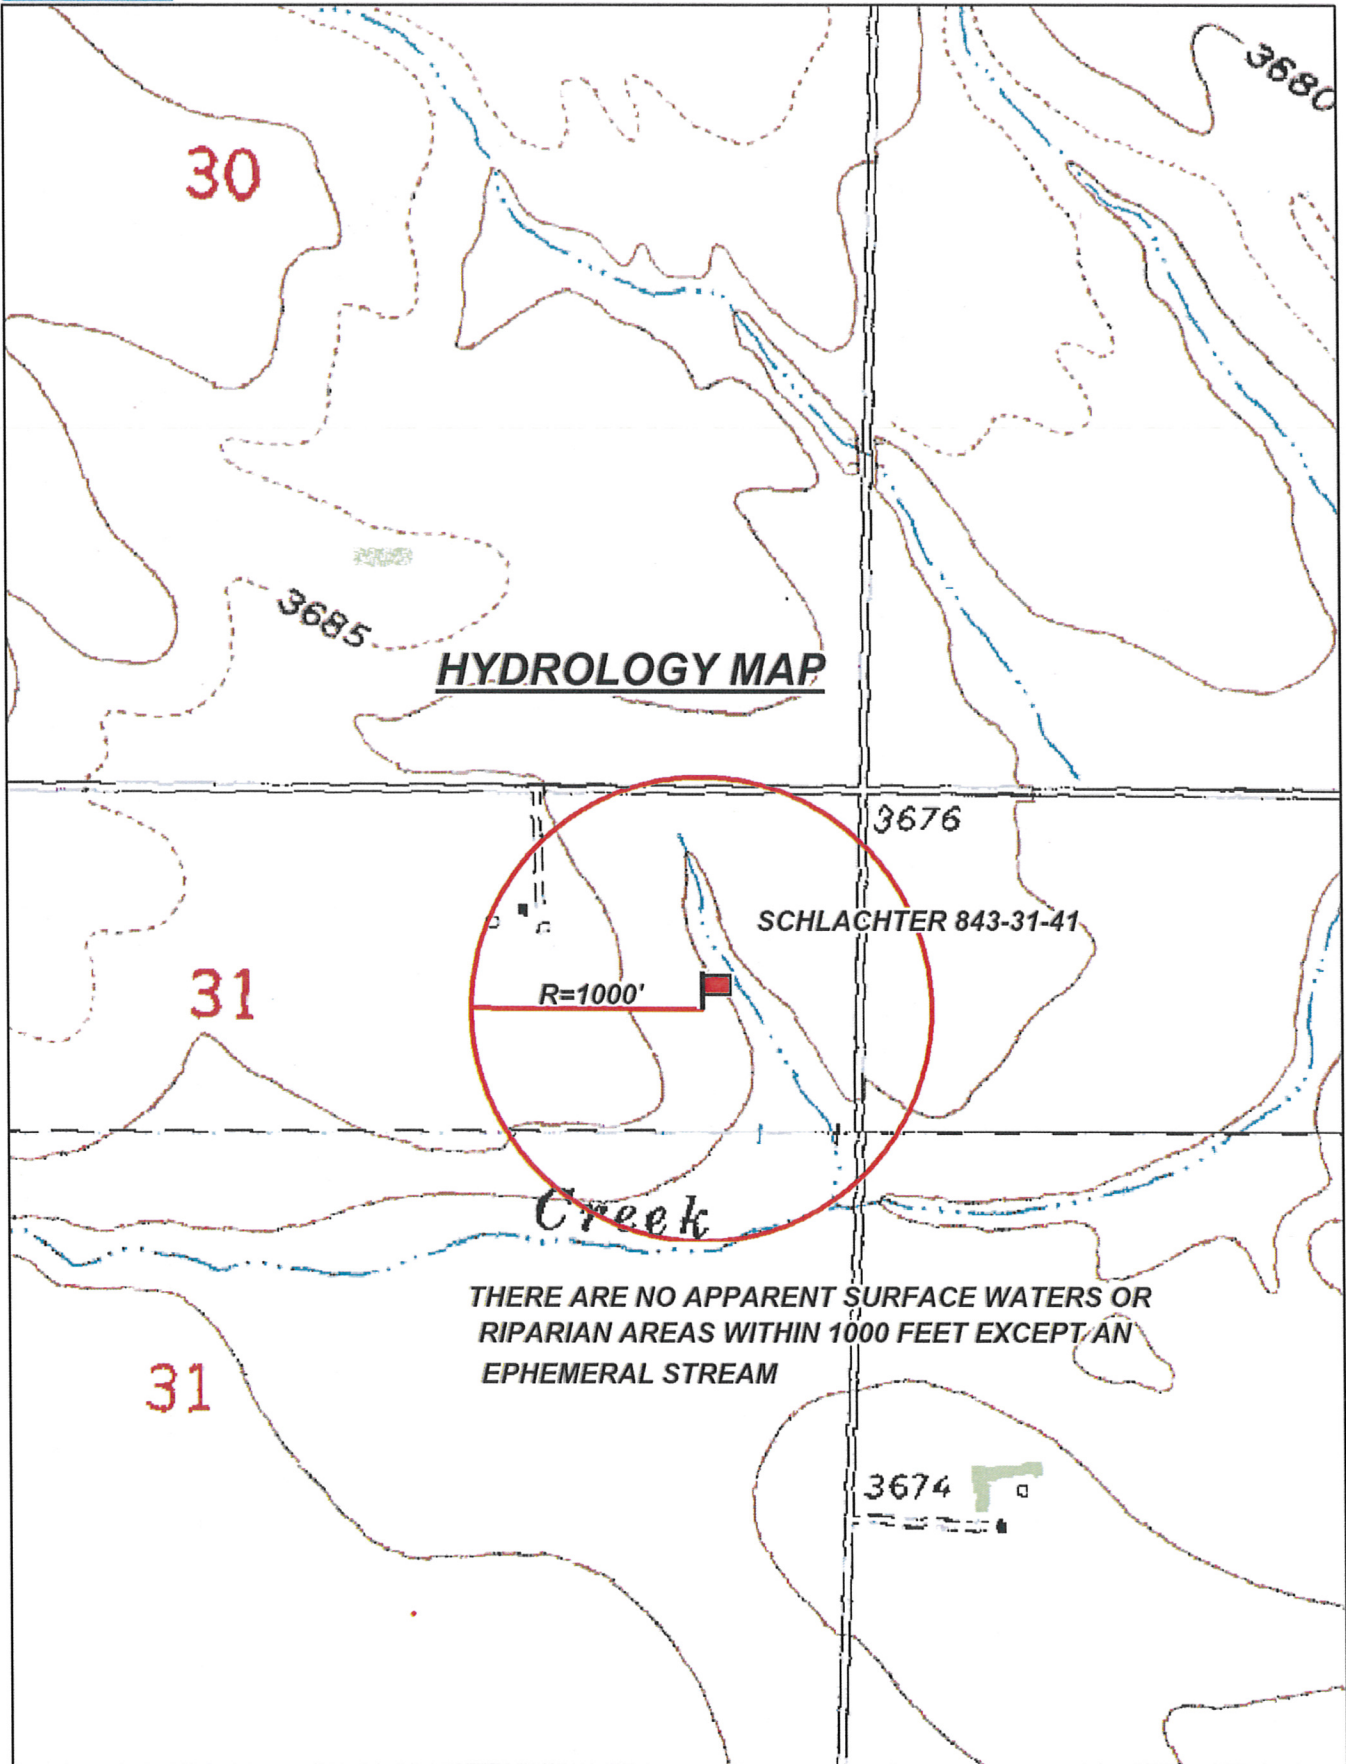 3680
30
3685
HYDROLOGY MAP
3676
SCHLACHTER 843-31-41
31
R=1000'
Creek
THERE ARE NO APPARENT SURFACE WATERS OR
RIPARIAN AREAS WITHIN 1000 FEET EXCEPT AN
EPHEMERAL STREAM
31
3674